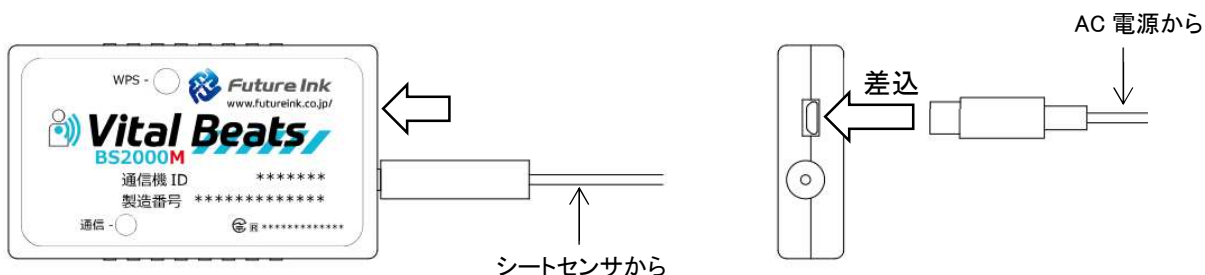 WPS -
Future Ink
www.futureink.co.jp/
Vital Beats
BS2000M
通信機 ID *******
製造番号 *************
通信 -
R *************
シートセンサから
差込
AC 電源から